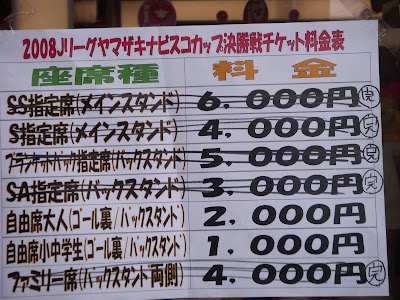 2008Jリーグヤマザキナビスコカップ決勝戦チケット料金表
座席種 料金
SS指定席(メインスタンド) 6,000円 完
S指定席(メインスタンド) 4,000円 完
ブランケットパック指定席(バックスタンド) 5,000円 完
SA指定席(バックスタンド) 3,000円 完
自由席大人(ゴール裏/バックスタンド) 2,000円
自由席小中学生(ゴール裏/バックスタンド) 1,000円
ファミリー席(バックスタンド両側) 4,000円 完